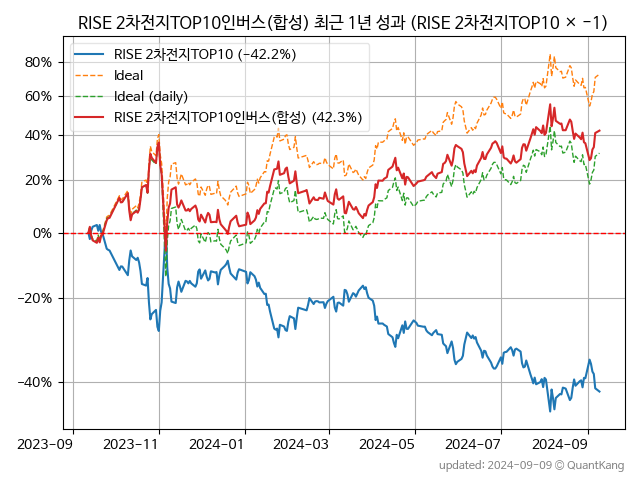 RISE 2차전지TOP10인버스(합성) 최근 1년 성과 (RISE 2차전지TOP10 × −1)
RISE 2차전지TOP10 (−42.2%)
Ideal
Ideal (daily)
RISE 2차전지TOP10인버스(합성) (42.3%)
80%
60%
40%
20%
0%
−20%
−40%
2023-09
2023-11
2024-01
2024-03
2024-05
2024-07
2024-09
updated: 2024-09-09 © QuantKang